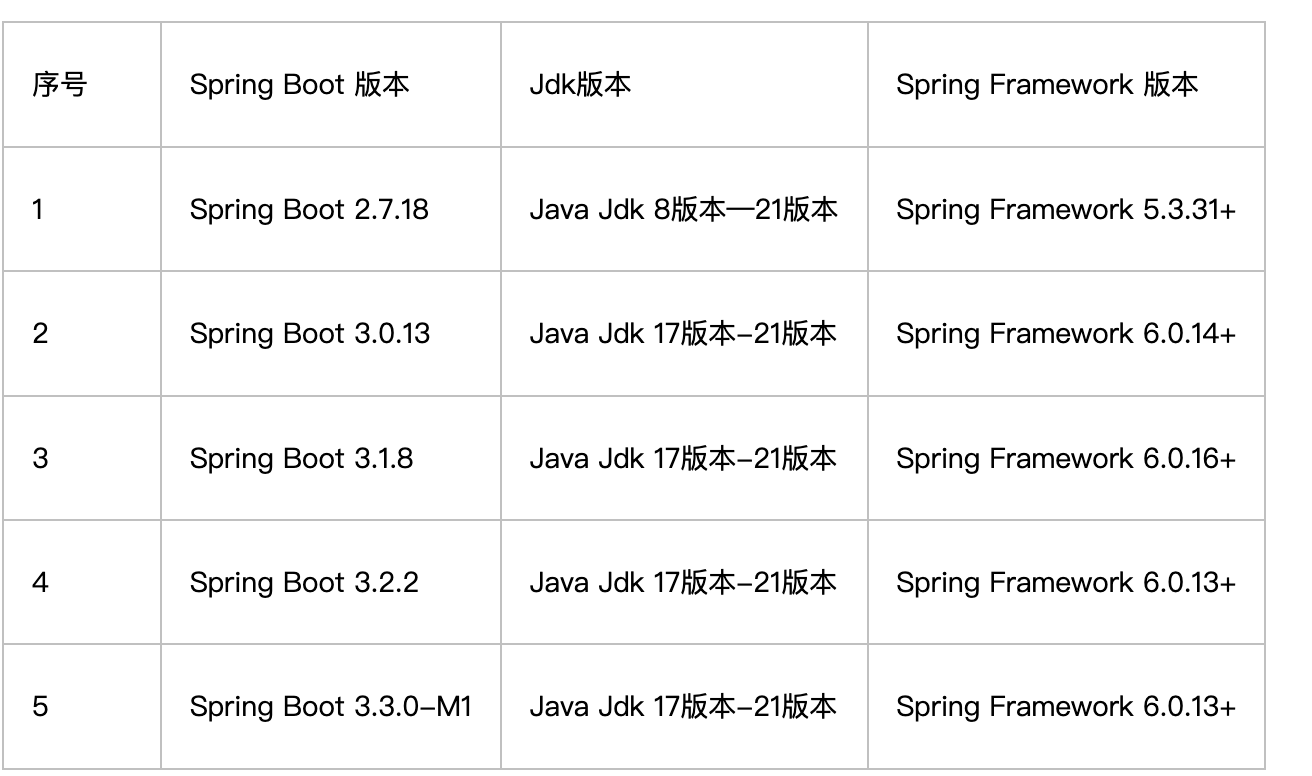 序号 Spring Boot 版本 Jdk版本 Spring Framework 版本
1 Spring Boot 2.7.18 Java Jdk 8版本—21版本 Spring Framework 5.3.31+
2 Spring Boot 3.0.13 Java Jdk 17版本-21版本 Spring Framework 6.0.14+
3 Spring Boot 3.1.8 Java Jdk 17版本-21版本 Spring Framework 6.0.16+
4 Spring Boot 3.2.2 Java Jdk 17版本-21版本 Spring Framework 6.0.13+
5 Spring Boot 3.3.0-M1 Java Jdk 17版本-21版本 Spring Framework 6.0.13+